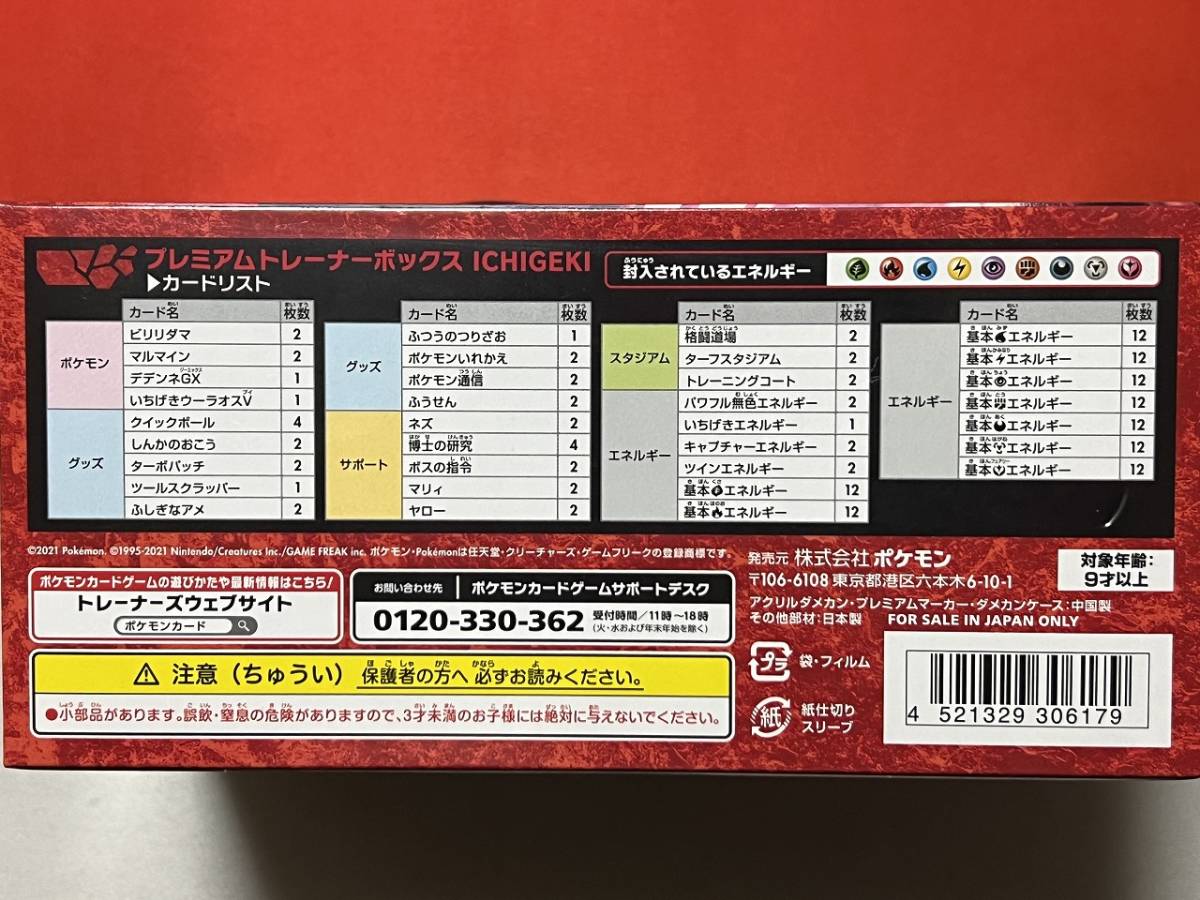 プレミアムトレーナーボックス ICHIGEKI
▶カードリスト
封入されているエネルギー
カード名 枚数
ポケモン
ビリリダマ 2
マルマイン 2
デデンネGX 1
いちげきウーラオスV 1
グッズ
クイックボール 4
しんかのおこう 2
ターボパッチ 2
ツールスクラッパー 1
ふしぎなアメ 2
カード名 枚数
グッズ
ふつうのつりざお 1
ポケモンいれかえ 2
ポケモン通信 2
ふうせん 2
サポート
ネズ 2
博士の研究 4
ボスの指令 2
マリィ 2
ヤロー 2
カード名 枚数
スタジアム
格闘道場 2
ターフスタジアム 2
トレーニングコート 2
エネルギー
パワフル無色エネルギー 2
いちげきエネルギー 1
キャプチャーエネルギー 2
ツインエネルギー 2
基本エネルギー 12
基本エネルギー 12
カード名 枚数
エネルギー
基本エネルギー 12
基本エネルギー 12
基本エネルギー 12
基本エネルギー 12
基本エネルギー 12
基本エネルギー 12
基本エネルギー 12
©2021 Pokémon. ©1995-2021 Nintendo/Creatures Inc./GAME FREAK inc. ポケモン・Pokémonは任天堂・クリーチャーズ・ゲームフリークの登録商標です。
ポケモンカードゲームの遊びかたや最新情報はこちら/
トレーナーズウェブサイト
ポケモンカード
お問い合わせ先 ポケモンカードゲームサポートデスク
0120-330-362 受付時間/11時〜18時
(火・水および年末年始を除く)
発売元 株式会社ポケモン
〒106-6108 東京都港区六本木6-10-1
アクリルダメカン・プレミアムマーカー・ダメカンケース:中国製
その他部材:日本製 FOR SALE IN JAPAN ONLY
対象年齢:
9才以上
注意（ちゅうい） 保護者の方へ 必ずお読みください。
●小部品があります。誤飲・窒息の危険がありますので、3才未満のお子様には絶対に与えないでください。
プラ 袋・フィルム
紙 紙仕切り
スリーブ
4 521329 306179